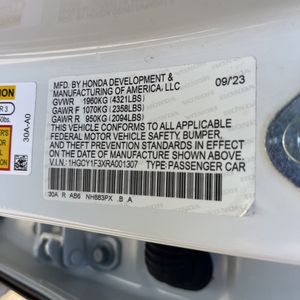 MFD. BY HONDA DEVELOPMENT &
MANUFACTURING OF AMERICA, LLC
09/23
GVWR 1960KG (4321LBS)
GAWR F 1070KG (2358LBS)
GAWR R 950KG (2094LBS)
THIS VEHICLE CONFORMS TO ALL APPLICABLE
FEDERAL MOTOR VEHICLE SAFETY, BUMPER,
AND THEFT PREVENTION STANDARDS IN EFFECT
ON THE DATE OF MANUFACTURE SHOWN ABOVE.
V.I.N.: 1HGCY1F3XRA001307 TYPE:PASSENGER CAR
30A R AB6 NH883PX B A
30A-A0